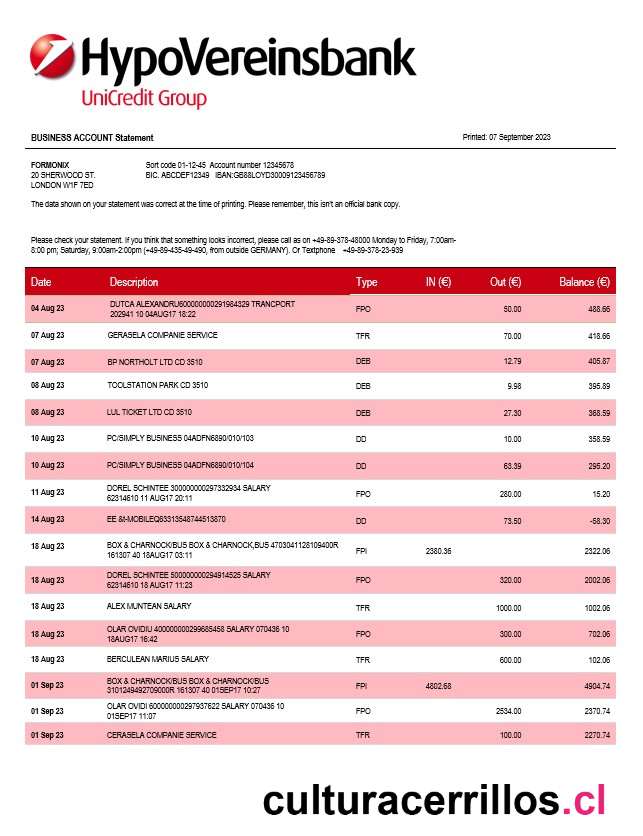 HypoVereinsbank
UniCredit Group
BUSINESS ACCOUNT Statement Printed: 07 September 2023
FORMONIX Sort code 01-12-45 Account number 12345678
20 SHERWOOD ST. BIC. ABCDEF12349 IBAN:GB88LOYD30009123456789
LONDON W1F 7ED
The data shown on your statement was correct at the time of printing. Please remember, this isn't an official bank copy.
Please check your statement. If you think that something looks incorrect, please call as on +49-89-378-48000 Monday to Friday, 7:00am-
8:00 pm; Saturday, 9:00am-2:00pm (+49-89-435-49-490, from outside GERMANY). Or Textphone +49-89-378-23-939
Date Description Type IN (€) Out (€) Balance (€)
04 Aug 23 DUTCA ALEXANDRU600000000291984329 TRANCPORT
202941 10 04AUG17 18:22 FPO 50.00 488.66
07 Aug 23 GERASELA COMPANIE SERVICE TFR 70.00 418.66
07 Aug 23 BP NORTHOLT LTD CD 3510 DEB 12.79 405.87
08 Aug 23 TOOLSTATION PARK CD 3510 DEB 9.98 395.89
08 Aug 23 LUL TICKET LTD CD 3510 DEB 27.30 368.59
10 Aug 23 PC/SIMPLY BUSINESS 04ADFN6890/010/103 DD 10.00 358.59
10 Aug 23 PC/SIMPLY BUSINESS 04ADFN6890/010/104 DD 63.39 295.20
11 Aug 23 DOREL SCHINTEE 300000000297332934 SALARY
62314610 11 AUG17 20:11 FPO 280.00 15.20
14 Aug 23 EE &t-MOBILEQ63313548744513870 DD 73.50 -58.30
18 Aug 23 BOX & CHARNOCK/BUS BOX & CHARNOCK,BUS 4703041128109400R
161307 40 18AUG17 03:11 FPI 2380.36 2322.06
18 Aug 23 DOREL SCHINTEE 500000000294914525 SALARY
62314610 18 AUG17 11:23 FPO 320.00 2002.06
18 Aug 23 ALEX MUNTEAN SALARY TFR 1000.00 1002.06
18 Aug 23 OLAR OVIDIU 400000000299685458 SALARY 070436 10
18AUG17 16:42 FPO 300.00 702.06
18 Aug 23 BERCULEAN MARIUS SALARY TFR 600.00 102.06
01 Sep 23 BOX & CHARNOCK/BUS BOX & CHARNOCK/BUS
3101249492709000R 161307 40 01SEP17 10:27 FPI 4802.68 4904.74
01 Sep 23 OLAR OVIDI 600000000297937622 SALARY 070436 10
01SEP17 11:07 FPO 2534.00 2370.74
01 Sep 23 CERASELA COMPANIE SERVICE TFR 100.00 2270.74
culturacerrillos.cl